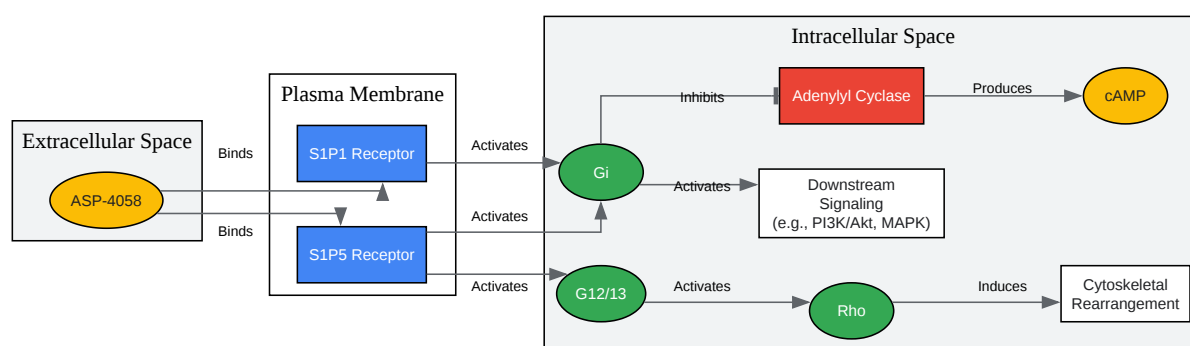 Extracellular Space
ASP-4058
Binds
Binds
Plasma Membrane
S1P1 Receptor
S1P5 Receptor
Activates
Activates
Activates
Intracellular Space
Gi
Inhibits
Adenylyl Cyclase
Produces
cAMP
Activates
Downstream
Signaling
(e.g., PI3K/Akt, MAPK)
G12/13
Activates
Rho
Induces
Cytoskeletal
Rearrangement